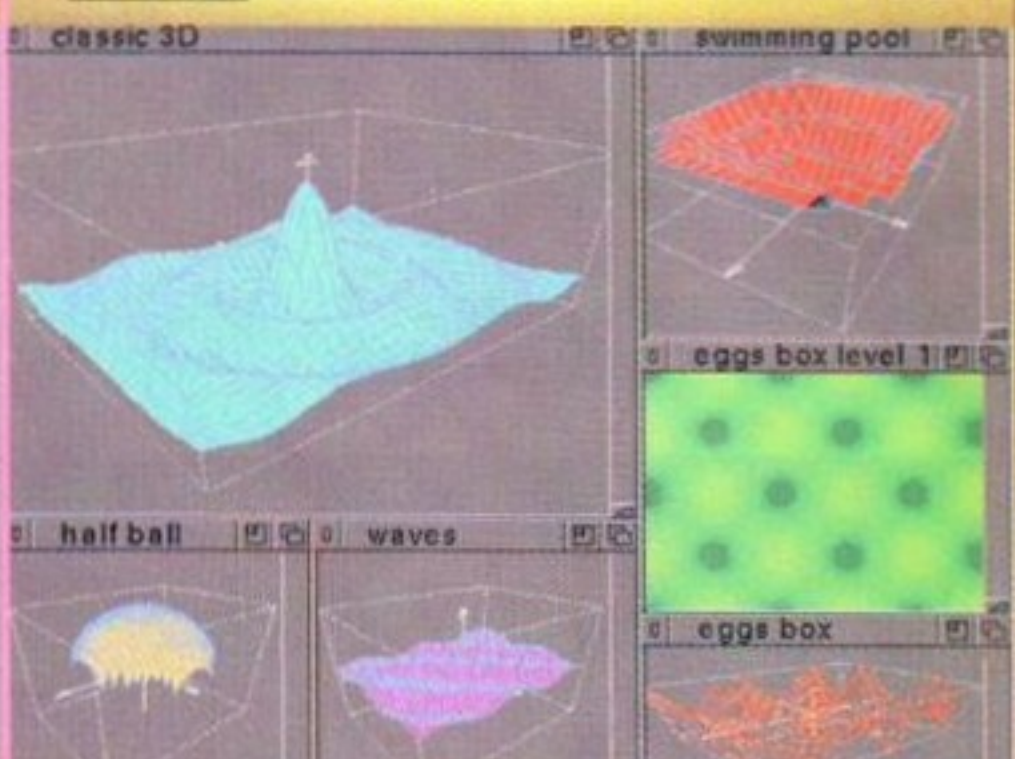 classic 3D
swimming pool
eggs box level 1
half ball
waves
eggs box